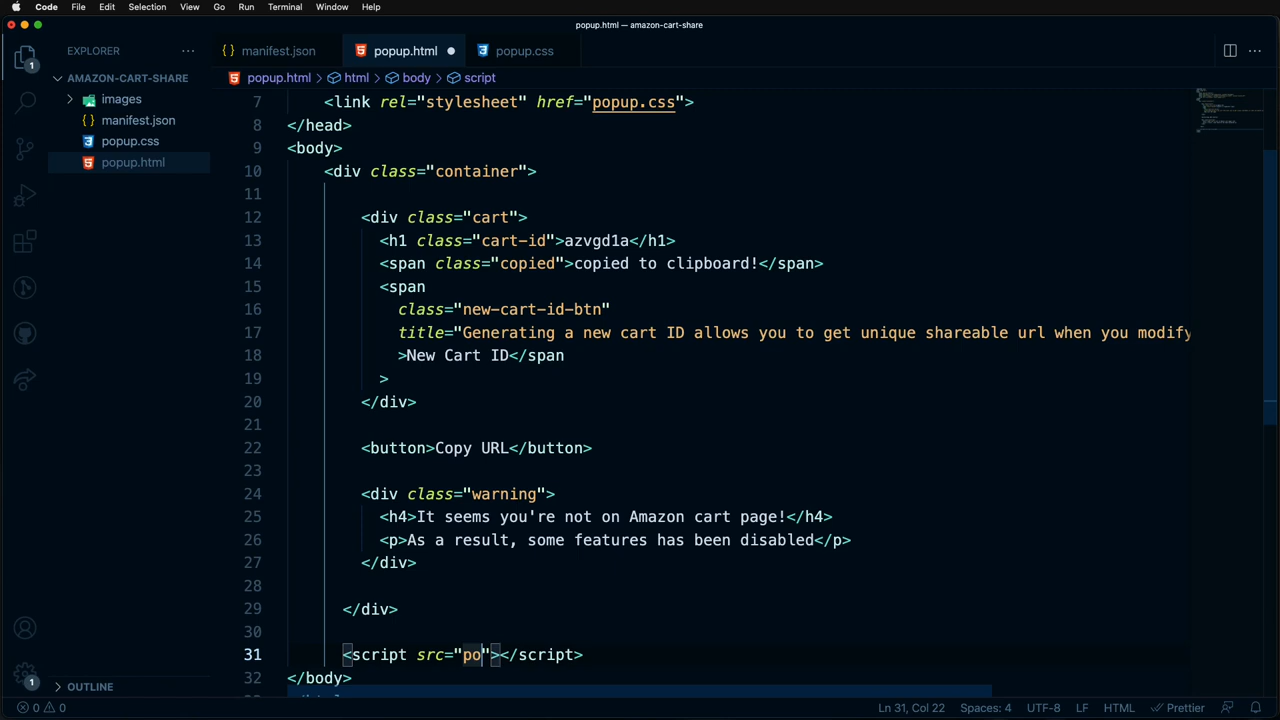 Code File Edit Selection View Go Run Terminal Window Help
popup.html — amazon-cart-share
EXPLORER ···
{} manifest.json popup.html popup.css
AMAZON-CART-SHARE
popup.html > html > body > script
images
{} manifest.json
popup.css
popup.html
7 <link rel="stylesheet" href="popup.css">
8 </head>
9 <body>
10 <div class="container">
11
12 <div class="cart">
13 <h1 class="cart-id">azvgd1a</h1>
14 <span class="copied">copied to clipboard!</span>
15 <span
16 class="new-cart-id-btn"
17 title="Generating a new cart ID allows you to get unique shareable url when you modify
18 >New Cart ID</span
19 >
20 </div>
21
22 <button>Copy URL</button>
23
24 <div class="warning">
25 <h4>It seems you're not on Amazon cart page!</h4>
26 <p>As a result, some features has been disabled</p>
27 </div>
28
29 </div>
30
31 <script src="po"></script>
32 </body>
1
1
OUTLINE
0 0 Ln 31, Col 22 Spaces: 4 UTF-8 LF HTML Prettier